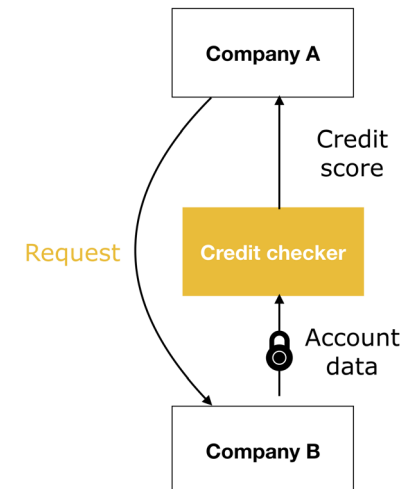 Company A
Credit
score
Request
Credit checker
Account
data
Company B